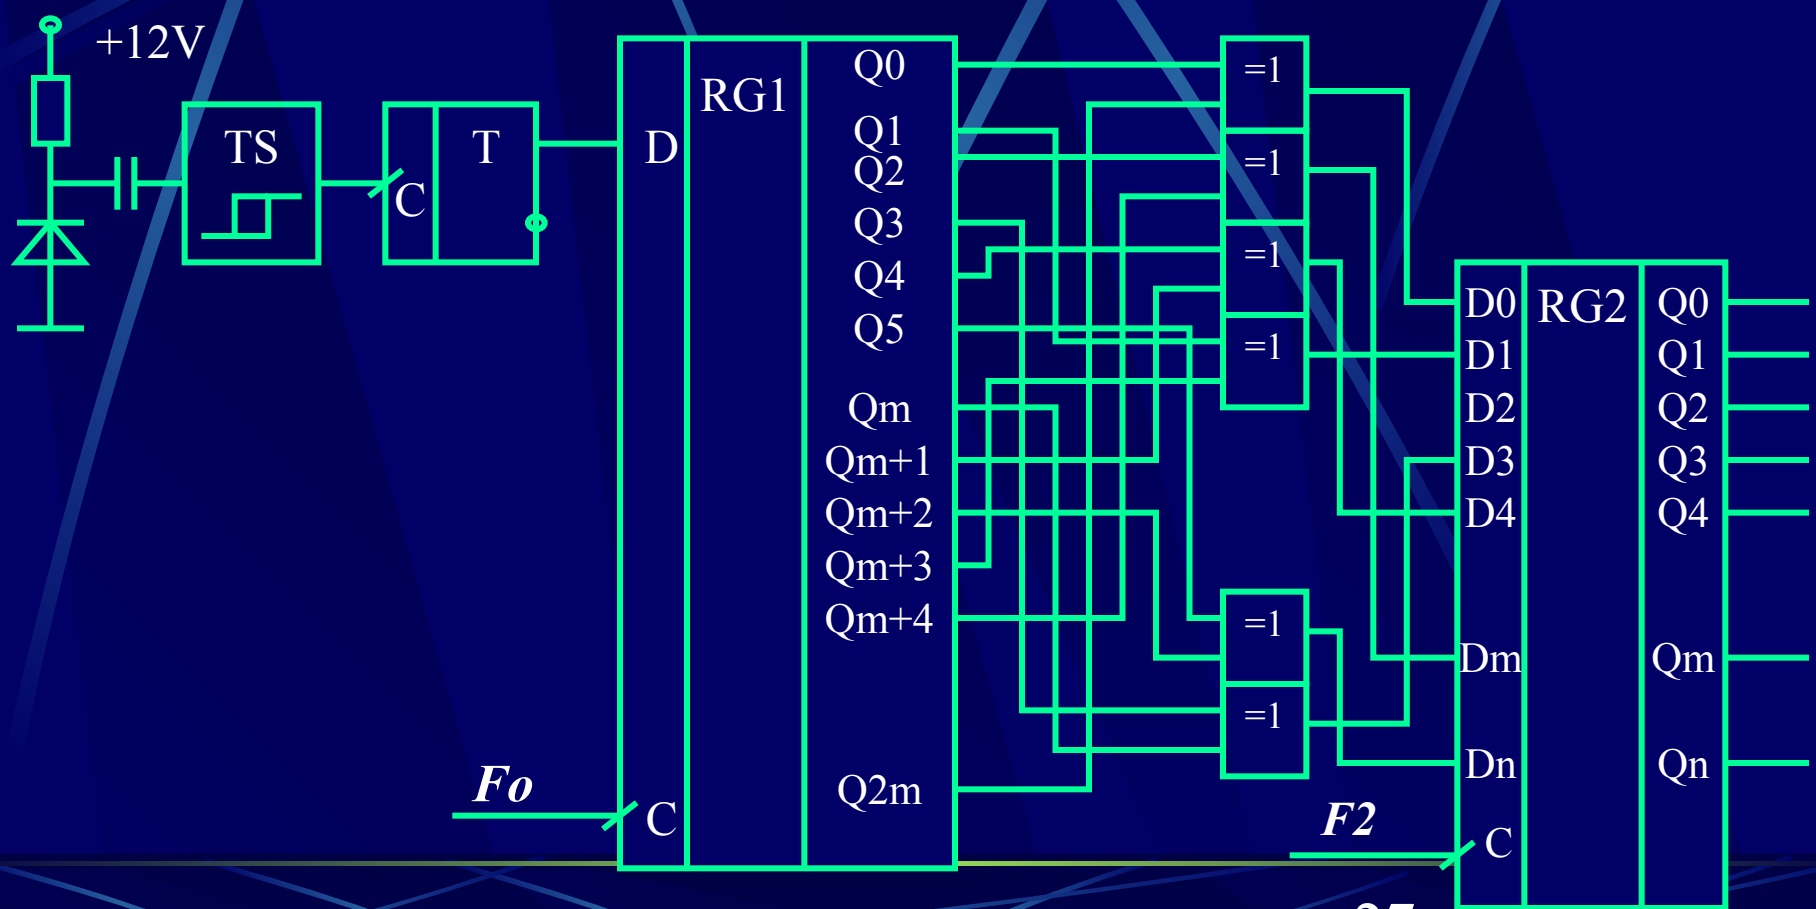 +12V
TS
C
T
D
RG1
C
Fo
Q0
Q1
Q2
Q3
Q4
Q5
Qm
Qm+1
Qm+2
Qm+3
Qm+4
Q2m
=1
=1
=1
=1
=1
=1
F2
D0
D1
D2
D3
D4
Dm
Dn
C
RG2
Q0
Q1
Q2
Q3
Q4
Qm
Qn